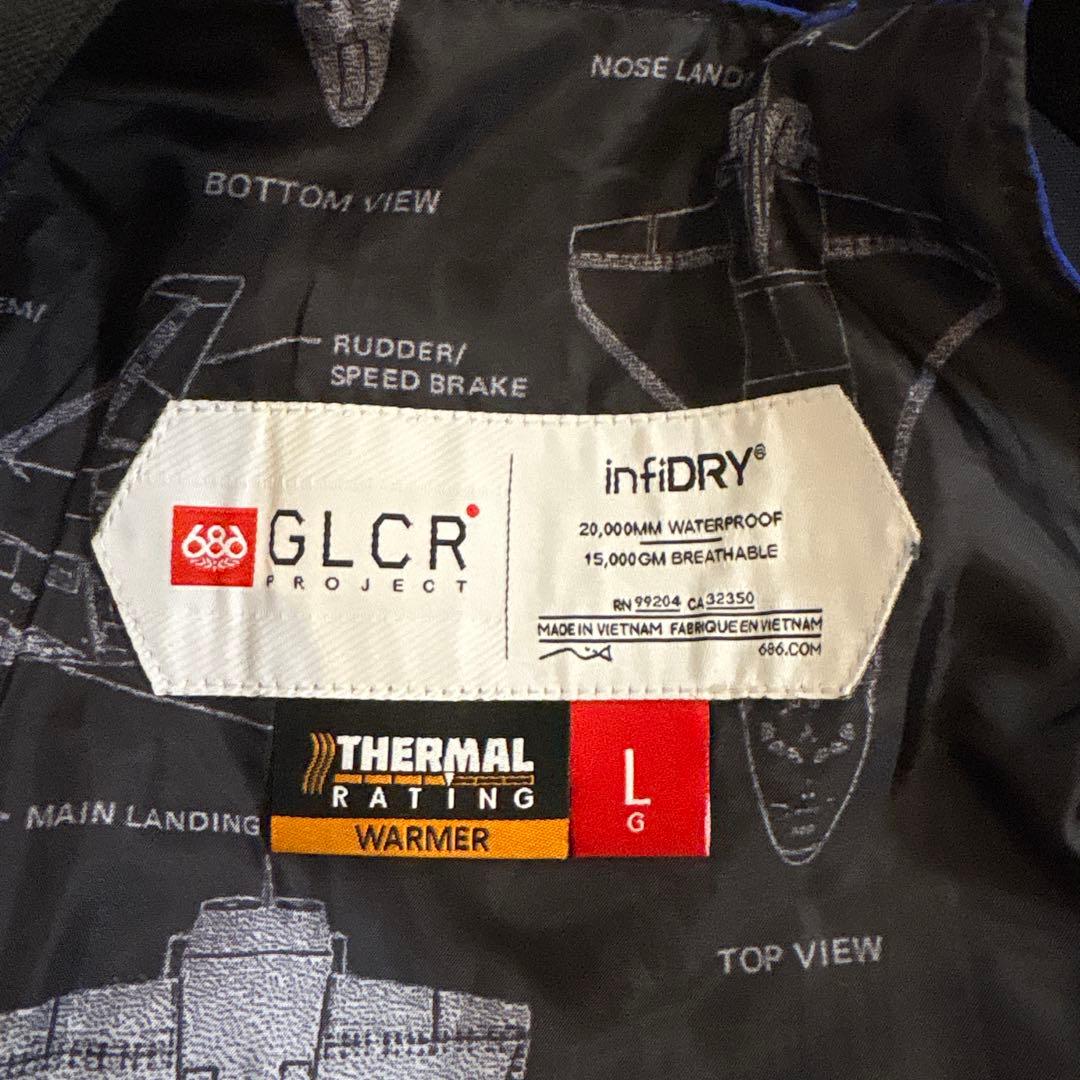 NOSE LAND
BOTTOM VIEW
RUDDER/
SPEED BRAKE
686 GLCR
PROJECT
infiDRY®
20,000MM WATERPROOF
15,000GM BREATHABLE
RN 99204 CA 32350
MADE IN VIETNAM FABRIQUE EN VIETNAM
686.COM
THERMAL
RATING
WARMER
L
G
MAIN LANDING
TOP VIEW